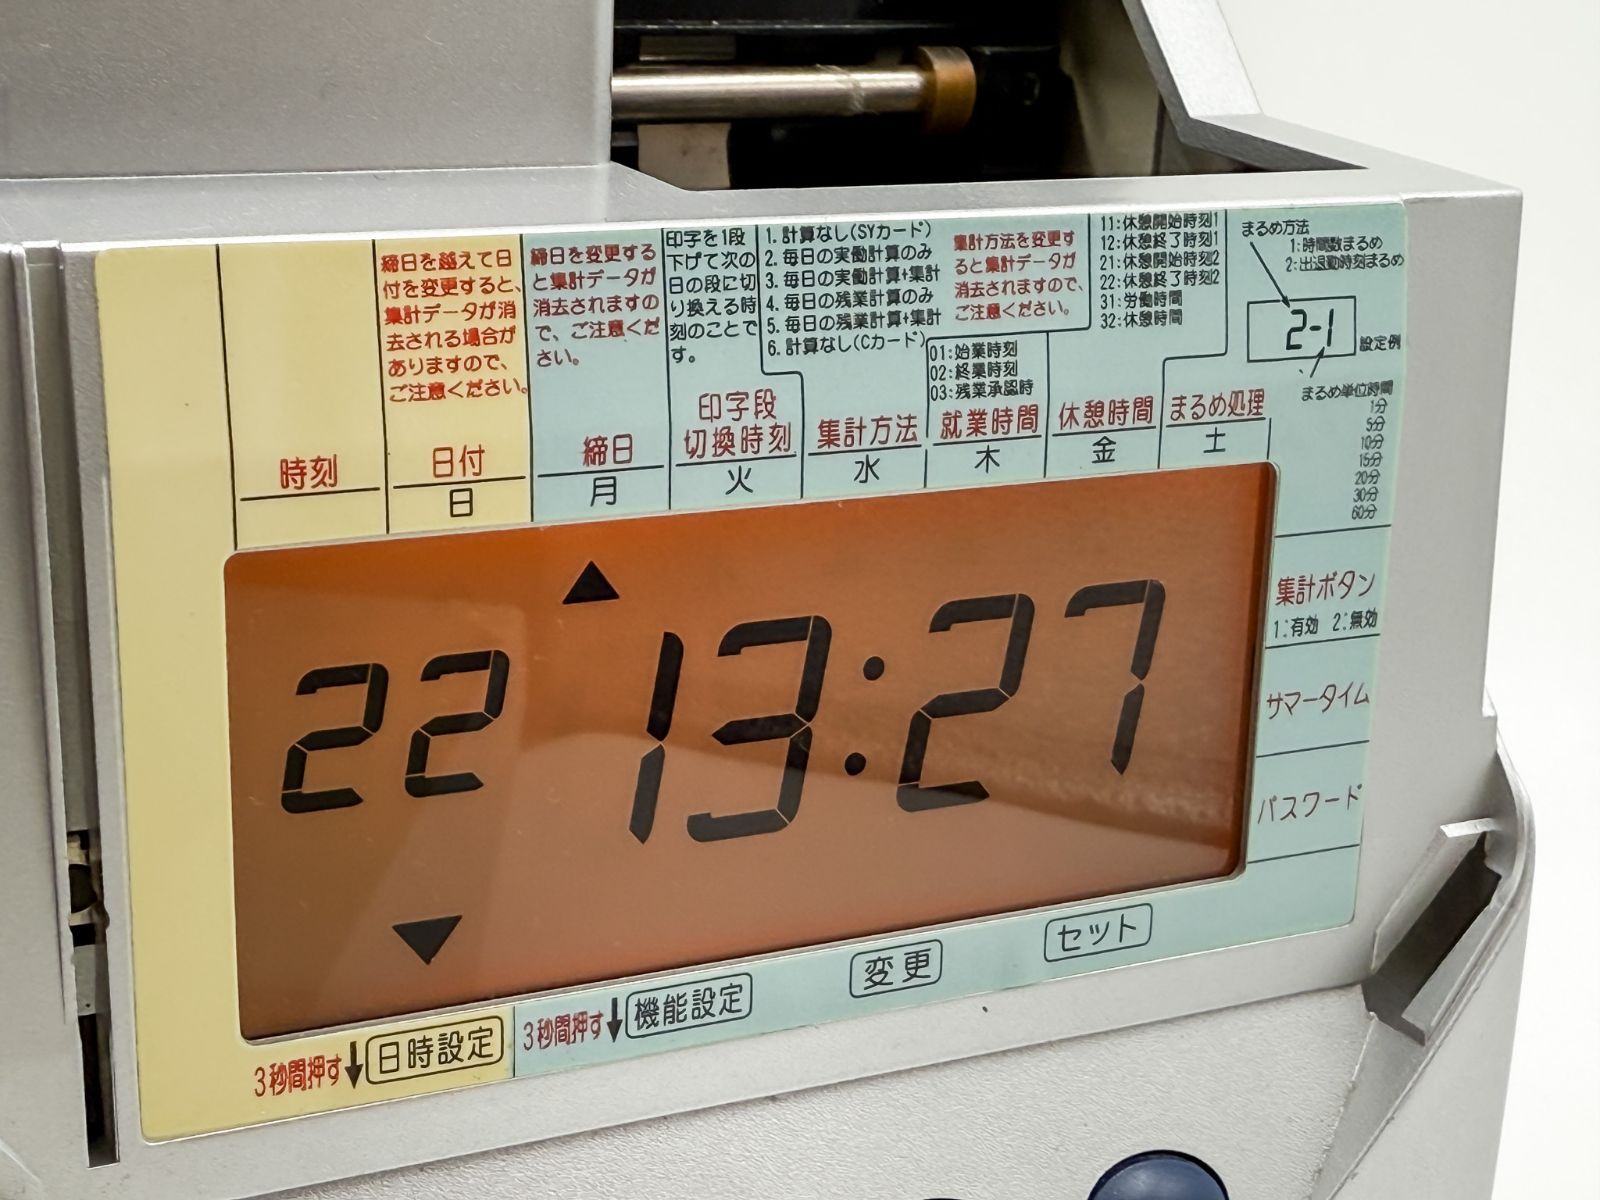 時刻
締日を越えて日
付を変更すると、
集計データが消
去される場合が
ありますので、
ご注意ください。
日付
日
締日を変更する
と集計データが
消去されますの
で、ご注意くだ
さい。
締日
月
印字を1段
下げて次の
日の段に切
り換える時
刻のことで
す。
印字段
切換時刻
火
1. 計算なし(SYカード)
2. 毎日の実働計算のみ
3. 毎日の実働計算+集計
4. 毎日の残業計算のみ
5. 毎日の残業計算+集計
6. 計算なし(Cカード)
集計方法を変更す
ると集計データが
消去されますので、
ご注意ください。
集計方法
水
01:始業時刻
02:終業時刻
03:残業承認時
就業時間
木
11:休憩開始時刻1
12:休憩終了時刻1
21:休憩開始時刻2
22:休憩終了時刻2
31:労働時間
32:休憩時間
休憩時間
金
まるめ処理
土
まるめ方法
1:時間数まるめ
2:出退勤時刻まるめ
2-1
設定例
まるめ単位時間
1分
5分
10分
15分
20分
30分
60分
集計ボタン
1:有効 2:無効
サマータイム
パスワード
▲
22 13:27
▼
3秒間押す↓日時設定
3秒間押す↓機能設定
変更
セット